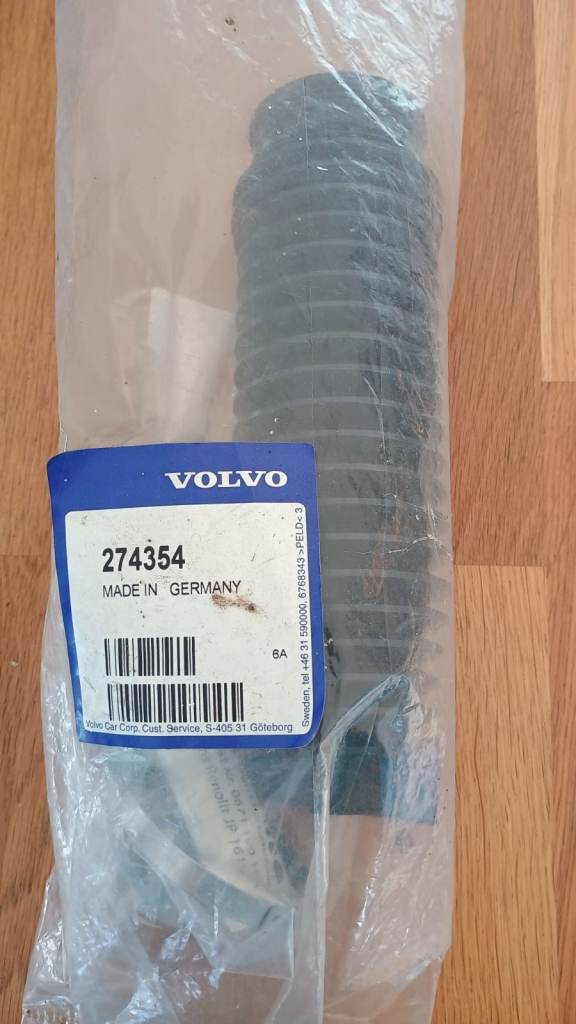 VOLVO
274354
MADE IN GERMANY
6A
Volvo Car Corp. Cust. Service, S-405 31 Göteborg
Sweden, tel +46 31 590000, 6768343 >PELD< 3